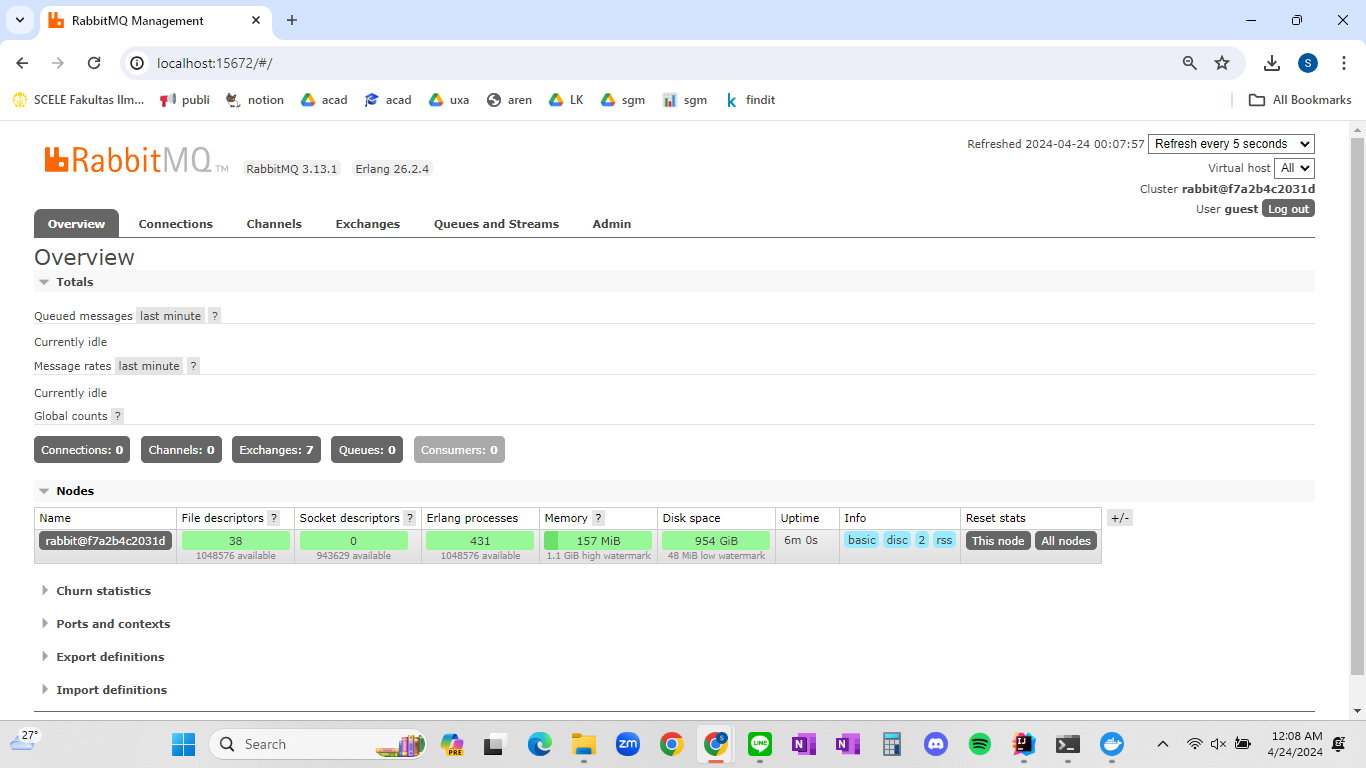 RabbitMQ Management
localhost:15672/#/
SCELE Fakultas Ilm... publi notion acad acad uxa aren LK sgm sgm findit All Bookmarks
Refreshed 2024-04-24 00:07:57 Refresh every 5 seconds
RabbitMQ TM RabbitMQ 3.13.1 Erlang 26.2.4
Virtual host All
Cluster rabbit@f7a2b4c2031d
User guest Log out
Overview Connections Channels Exchanges Queues and Streams Admin
Overview
Totals
Queued messages last minute ?
Currently idle
Message rates last minute ?
Currently idle
Global counts ?
Connections: 0 Channels: 0 Exchanges: 7 Queues: 0 Consumers: 0
Nodes
Name File descriptors ? Socket descriptors ? Erlang processes Memory ? Disk space Uptime Info Reset stats +/-
rabbit@f7a2b4c2031d 38 0 431 157 MiB 954 GiB 6m 0s basic disc 2 rss This node All nodes
1048576 available 943629 available 1048576 available 1.1 GiB high watermark 48 MiB low watermark
Churn statistics
Ports and contexts
Export definitions
Import definitions
27° Search PRE zm LINE N N 12:08 AM
4/24/2024